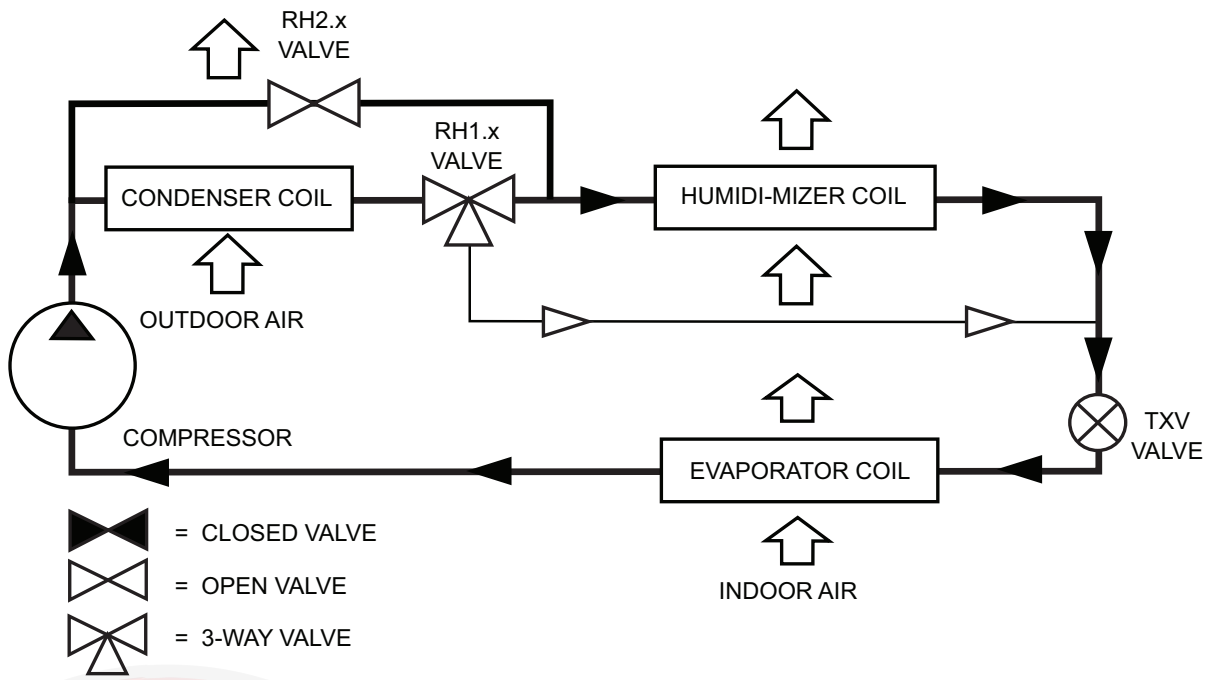 RH2.x
VALVE
RH1.x
VALVE
CONDENSER COIL
HUMIDI-MIZER COIL
OUTDOOR AIR
TXV
VALVE
COMPRESSOR
EVAPORATOR COIL
= CLOSED VALVE
= OPEN VALVE
INDOOR AIR
= 3-WAY VALVE